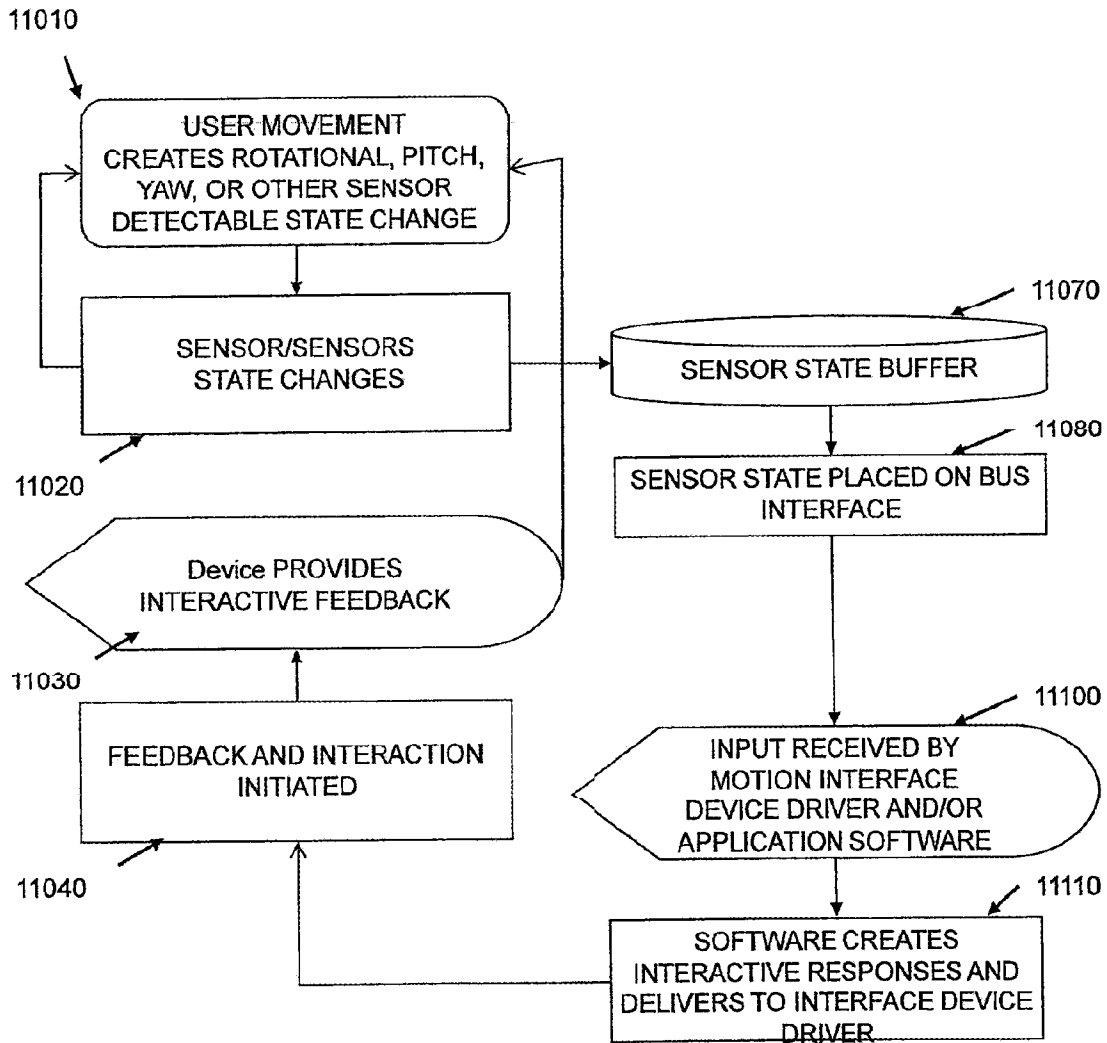 11010
USER MOVEMENT
CREATES ROTATIONAL, PITCH,
YAW, OR OTHER SENSOR
DETECTABLE STATE CHANGE
11070
SENSOR/SENSORS
STATE CHANGES
SENSOR STATE BUFFER
11080
11020
SENSOR STATE PLACED ON BUS
INTERFACE
Device PROVIDES
INTERACTIVE FEEDBACK
11030
11100
FEEDBACK AND INTERACTION
INITIATED
INPUT RECEIVED BY
MOTION INTERFACE
DEVICE DRIVER AND/OR
APPLICATION SOFTWARE
11040
11110
SOFTWARE CREATES
INTERACTIVE RESPONSES AND
DELIVERS TO INTERFACE DEVICE
DRIVER